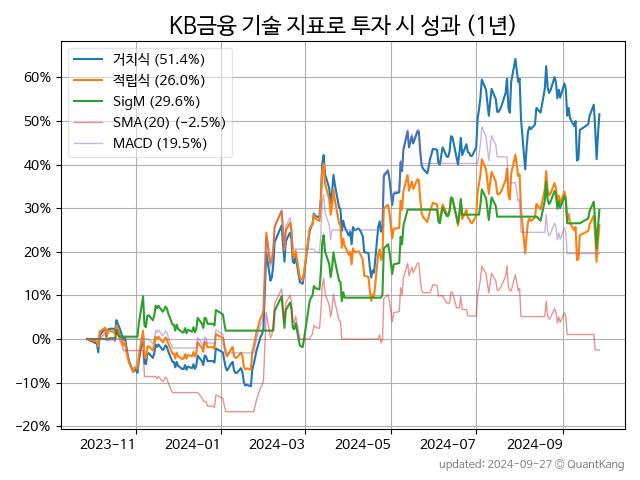 KB금융 기술 지표로 투자 시 성과 (1년)
거치식 (51.4%)
적립식 (26.0%)
SigM (29.6%)
SMA(20) (−2.5%)
MACD (19.5%)
60%
50%
40%
30%
20%
10%
0%
−10%
−20%
2023-11
2024-01
2024-03
2024-05
2024-07
2024-09
updated: 2024-09-27 © QuantKang